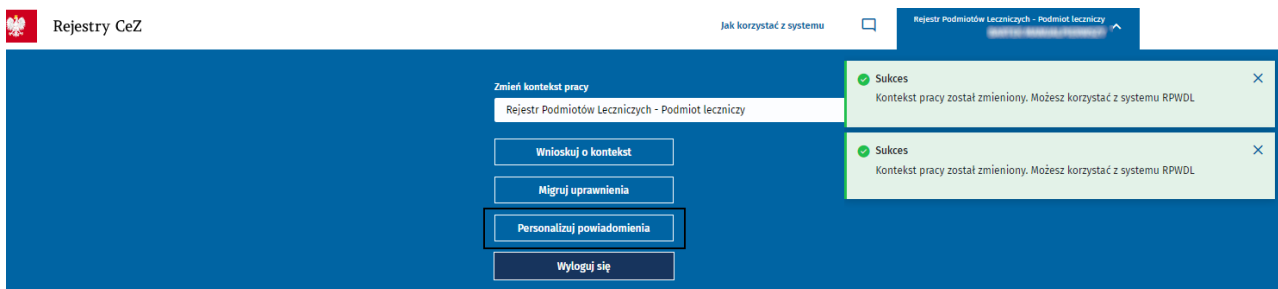 Rejestry CeZ
Jak korzystać z systemu
Rejestr Podmiotów Leczniczych - Podmiot leczniczy
Zmień kontekst pracy
Rejestr Podmiotów Leczniczych - Podmiot leczniczy
Wnioskuj o kontekst
Migruj uprawnienia
Personalizuj powiadomienia
Wyloguj się
Sukces
Kontekst pracy został zmieniony. Możesz korzystać z systemu RPWDL
Sukces
Kontekst pracy został zmieniony. Możesz korzystać z systemu RPWDL